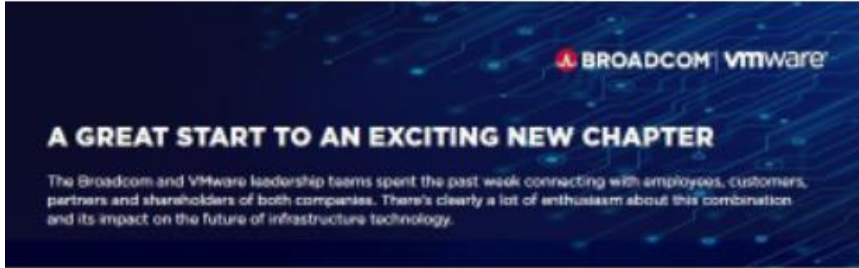 BROADCOM vmware
A GREAT START TO AN EXCITING NEW CHAPTER
The Broadcom and VMware leadership teams spent the past week connecting with employees, customers,
partners and shareholders of both companies. There's clearly a lot of enthusiasm about this combination
and its impact on the future of infrastructure technology.